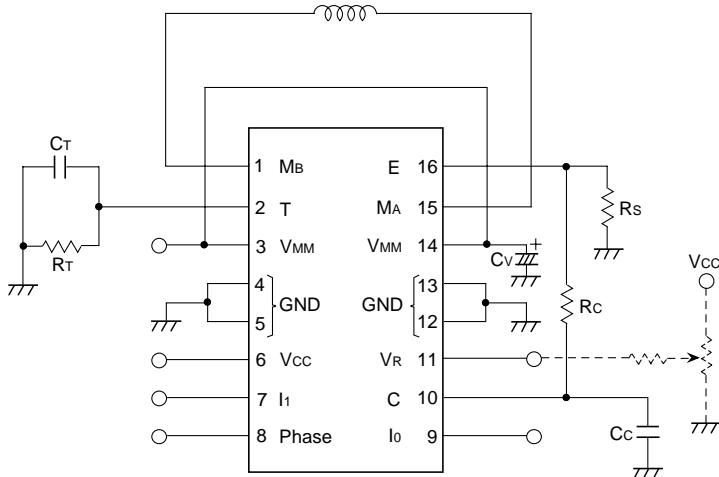 CT
RT
1 MB
2 T
3 VMM
4
5
GND
6 VCC
7 I1
8 Phase
E 16
MA 15
VMM 14
13
12
GND
VR 11
C 10
I0 9
RS
CV
+
RC
VCC
CC